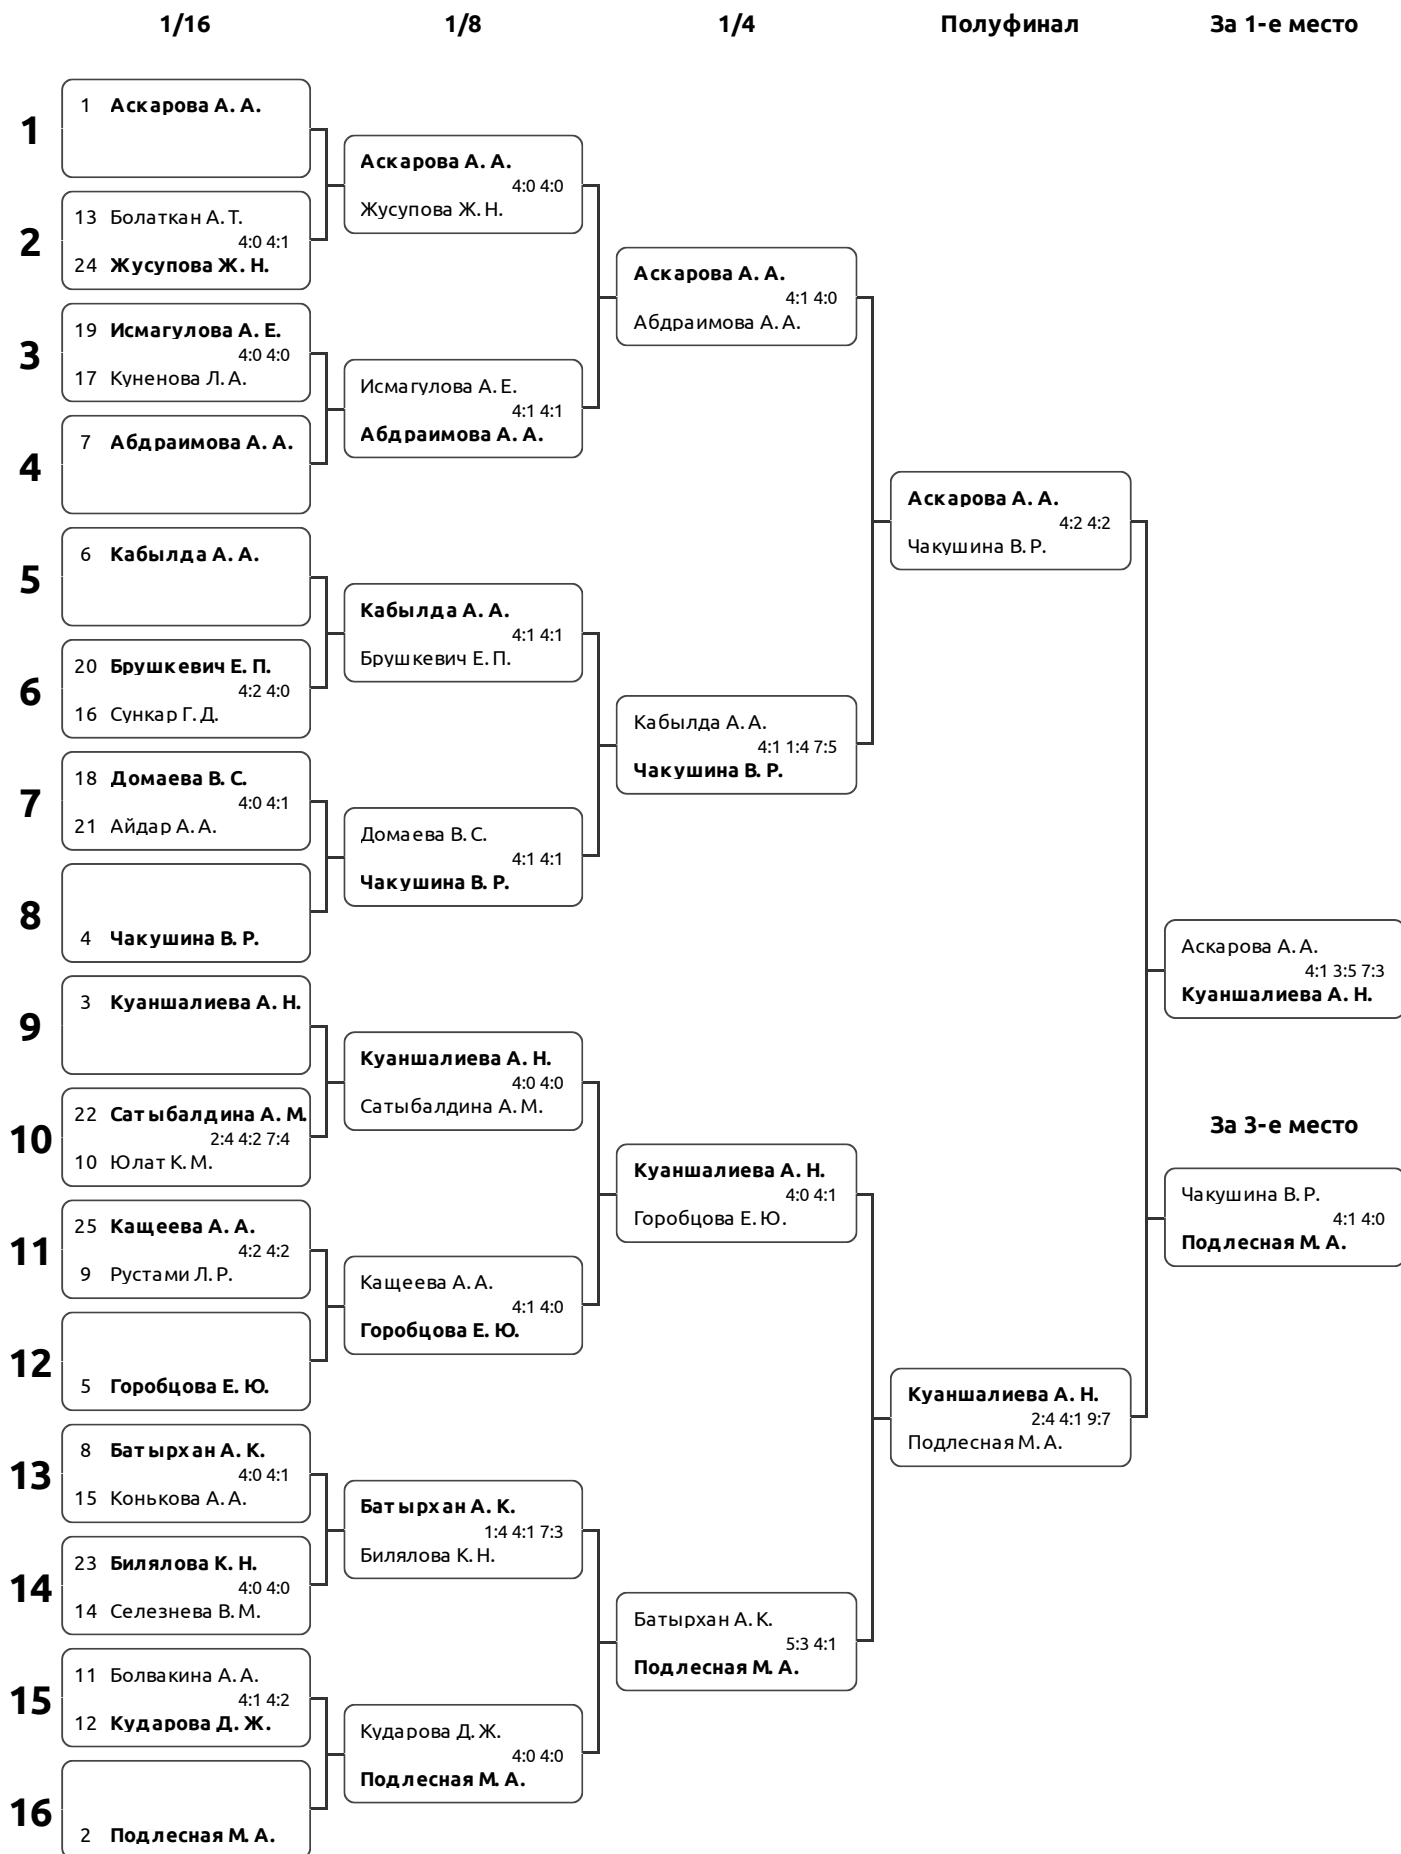 1/16 1/8 1/4 Полуфинал За 1-е место
1
1 Аскарова А. А.
2
13 Болаткан А. Т.
4:0 4:1
24 Жусупова Ж. Н.
3
19 Исмагулова А. Е.
4:0 4:0
17 Куненова Л. А.
4
7 Абдраимова А. А.
5
6 Кабылда А. А.
6
20 Брушкевич Е. П.
4:2 4:0
16 Сункар Г. Д.
7
18 Домаева В. С.
4:0 4:1
21 Айдар А. А.
8
4 Чакушина В. Р.
9
3 Куаншалиева А. Н.
10
22 Сатыбалдина А. М.
2:4 4:2 7:4
10 Юлат К. М.
11
25 Кащеева А. А.
4:2 4:2
9 Рустами Л. Р.
12
5 Горобцова Е. Ю.
13
8 Батырхан А. К.
4:0 4:1
15 Конькова А. А.
14
23 Билялова К. Н.
4:0 4:0
14 Селезнева В. М.
15
11 Болвакина А. А.
4:1 4:2
12 Кударова Д. Ж.
16
2 Подлесная М. А.
Аскарова А. А.
4:0 4:0
Жусупова Ж. Н.
Исмагулова А. Е.
4:1 4:1
Абдраимова А. А.
Кабылда А. А.
4:1 4:1
Брушкевич Е. П.
Домаева В. С.
4:1 4:1
Чакушина В. Р.
Куаншалиева А. Н.
4:0 4:0
Сатыбалдина А. М.
Кащеева А. А.
4:1 4:0
Горобцова Е. Ю.
Батырхан А. К.
1:4 4:1 7:3
Билялова К. Н.
Кударова Д. Ж.
4:0 4:0
Подлесная М. А.
Аскарова А. А.
4:1 4:0
Абдраимова А. А.
Кабылда А. А.
4:1 1:4 7:5
Чакушина В. Р.
Куаншалиева А. Н.
4:0 4:1
Горобцова Е. Ю.
Батырхан А. К.
5:3 4:1
Подлесная М. А.
Аскарова А. А.
4:2 4:2
Чакушина В. Р.
Куаншалиева А. Н.
2:4 4:1 9:7
Подлесная М. А.
Аскарова А. А.
4:1 3:5 7:3
Куаншалиева А. Н.
За 3-е место
Чакушина В. Р.
4:1 4:0
Подлесная М. А.